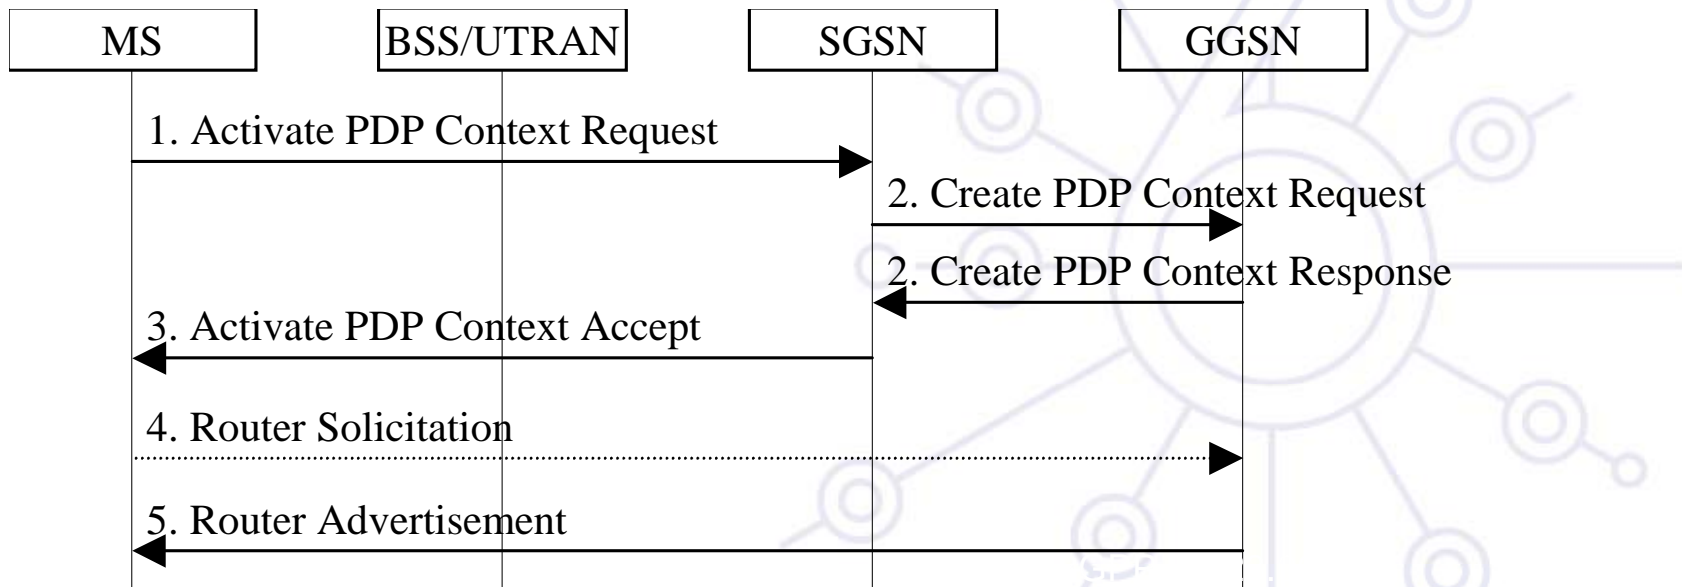 MS BSS/UTRAN SGSN GGSN
1. Activate PDP Context Request
2. Create PDP Context Request
2. Create PDP Context Response
3. Activate PDP Context Accept
4. Router Solicitation
5. Router Advertisement